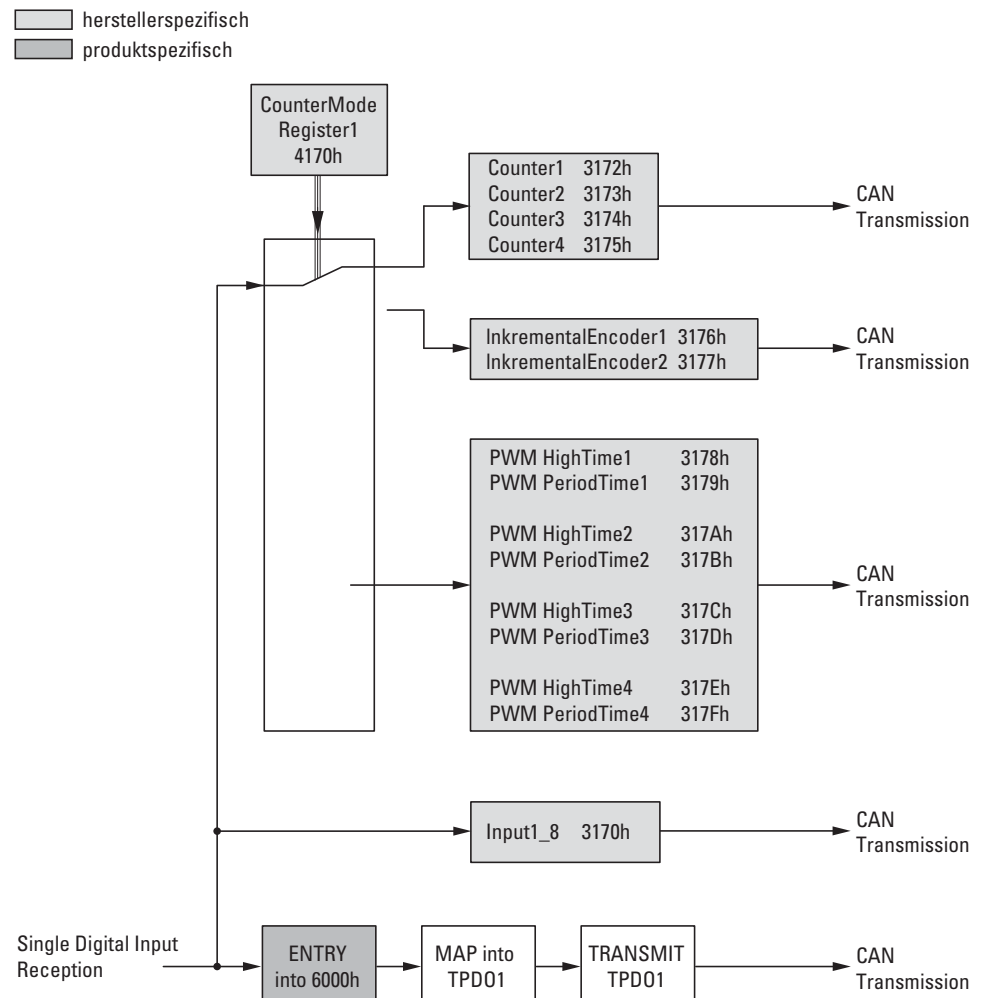 herstellerspezifisch
produktspezifisch
CounterMode
Register1
4170h
Counter1 3172h
Counter2 3173h
Counter3 3174h
Counter4 3175h
CAN
Transmission
InkrementalEncoder1 3176h
InkrementalEncoder2 3177h
CAN
Transmission
PWM HighTime1 3178h
PWM PeriodTime1 3179h
PWM HighTime2 317Ah
PWM PeriodTime2 317Bh
PWM HighTime3 317Ch
PWM PeriodTime3 317Dh
PWM HighTime4 317Eh
PWM PeriodTime4 317Fh
CAN
Transmission
Input1_8 3170h
CAN
Transmission
Single Digital Input
Reception
ENTRY
into 6000h
MAP into
TPDO1
TRANSMIT
TPDO1
CAN
Transmission